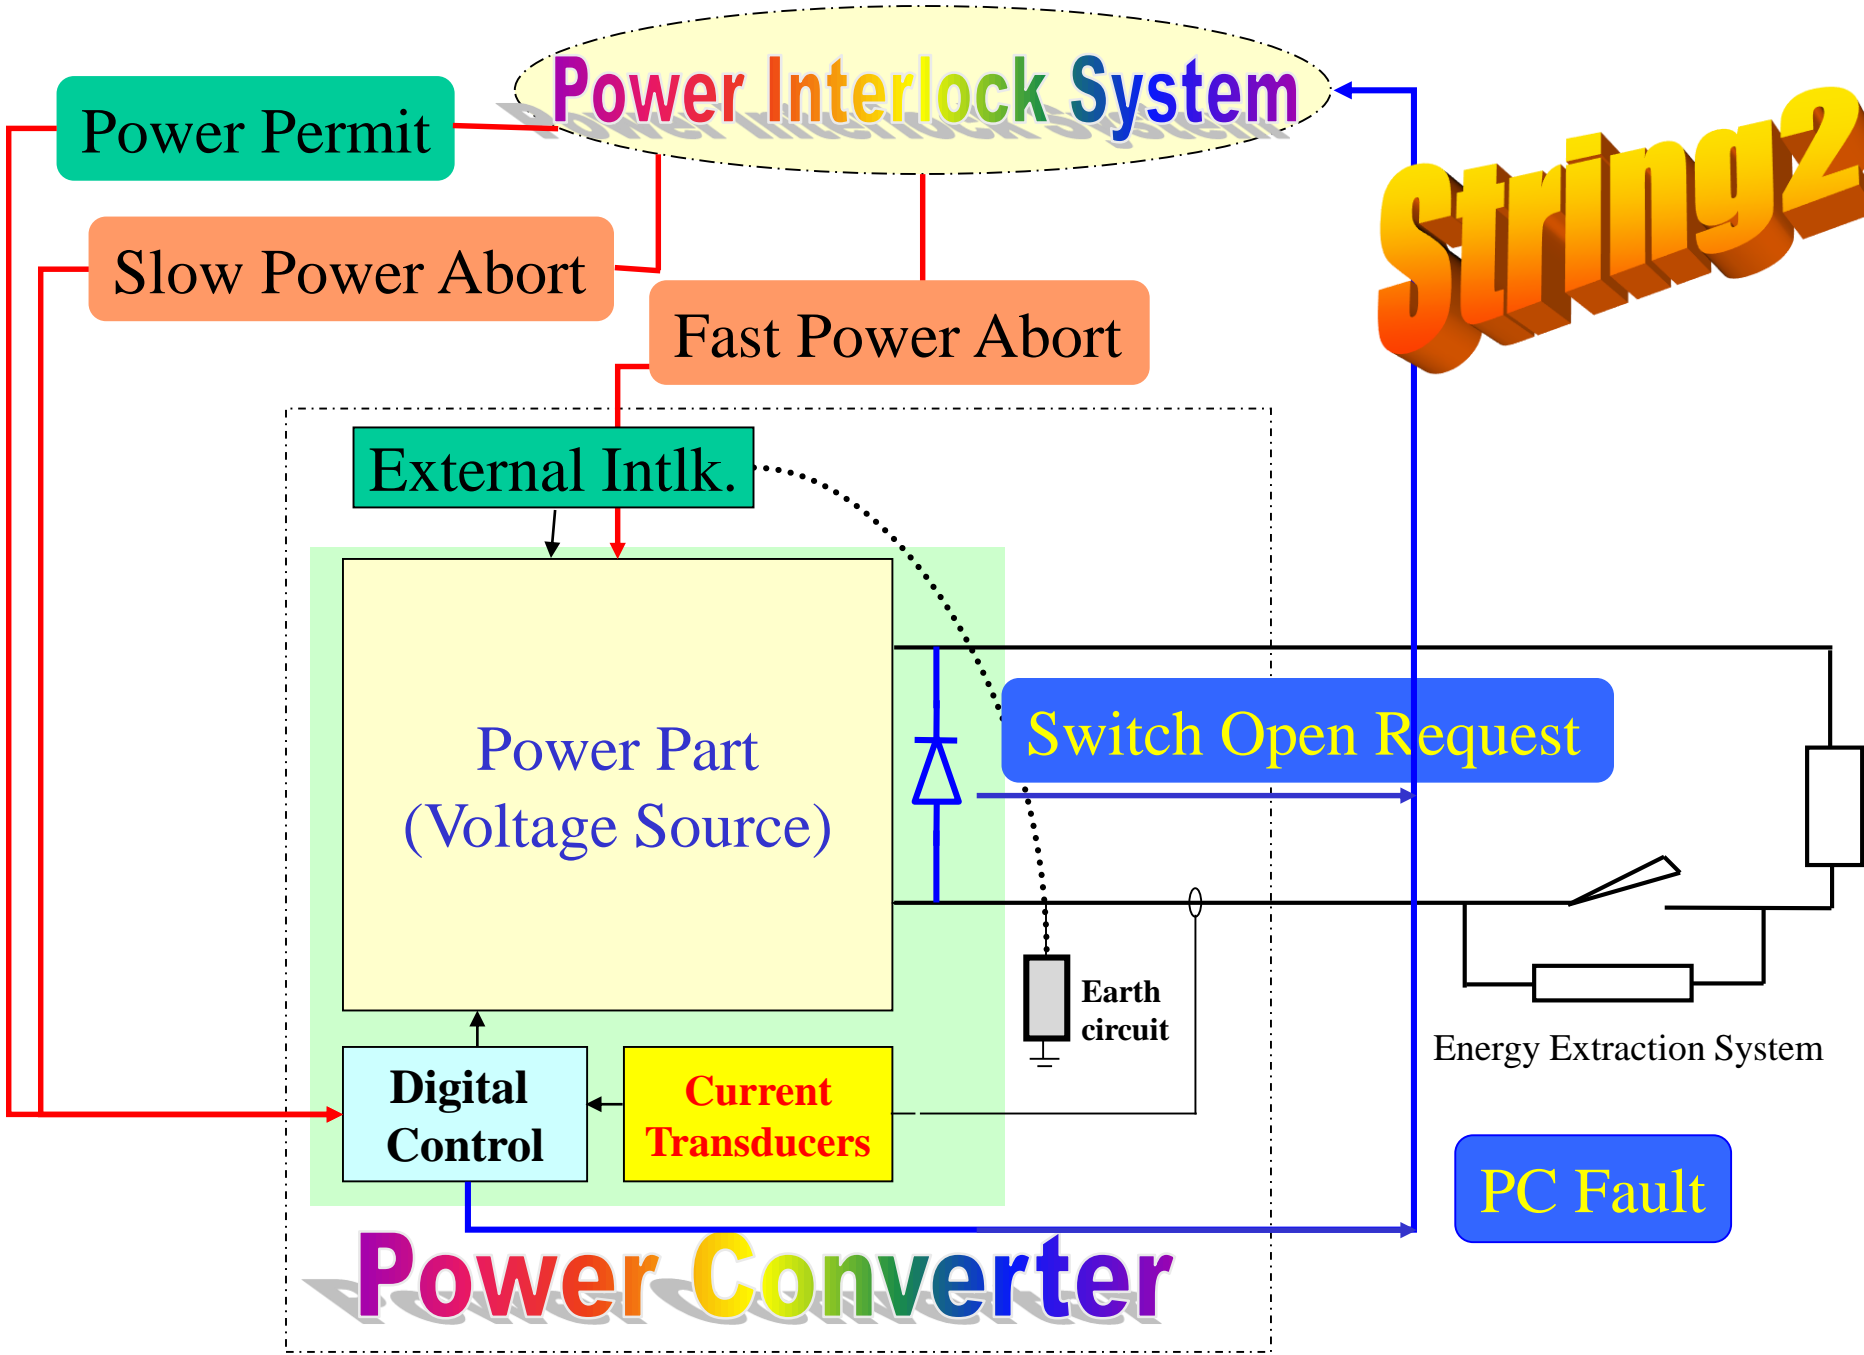 Power Interlock System
Power Permit
String2
Slow Power Abort
Fast Power Abort
External Intlk.
Switch Open Request
Power Part
(Voltage Source)
Earth
circuit
Energy Extraction System
Digital
Control
Current
Transducers
PC Fault
Power Converter